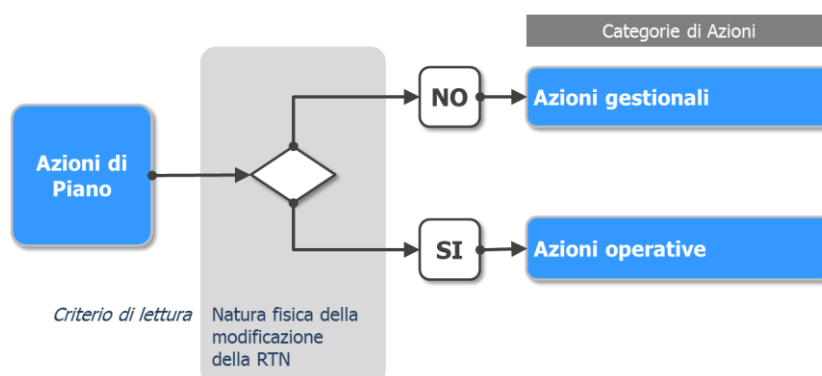 Categorie di Azioni
NO
Azioni gestionali
Azioni di
Piano
SI
Azioni operative
Criterio di lettura
Natura fisica della
modificazione
della RTN